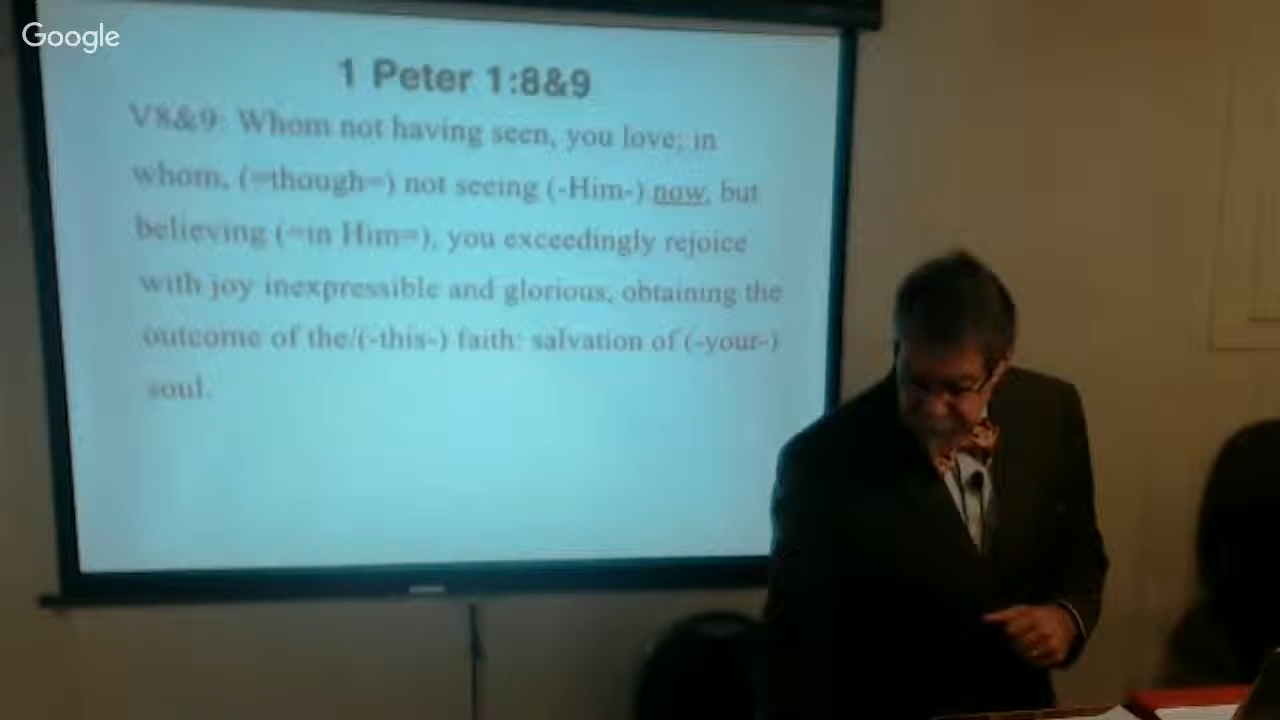 Google
1 Peter 1:8&9
V8&9: Whom not having seen, you love; in
whom, (=though=) not seeing (-Him-) now, but
believing (=in Him=), you exceedingly rejoice
with joy inexpressible and glorious, obtaining the
outcome of the/(-this-) faith: salvation of (-your-)
soul.